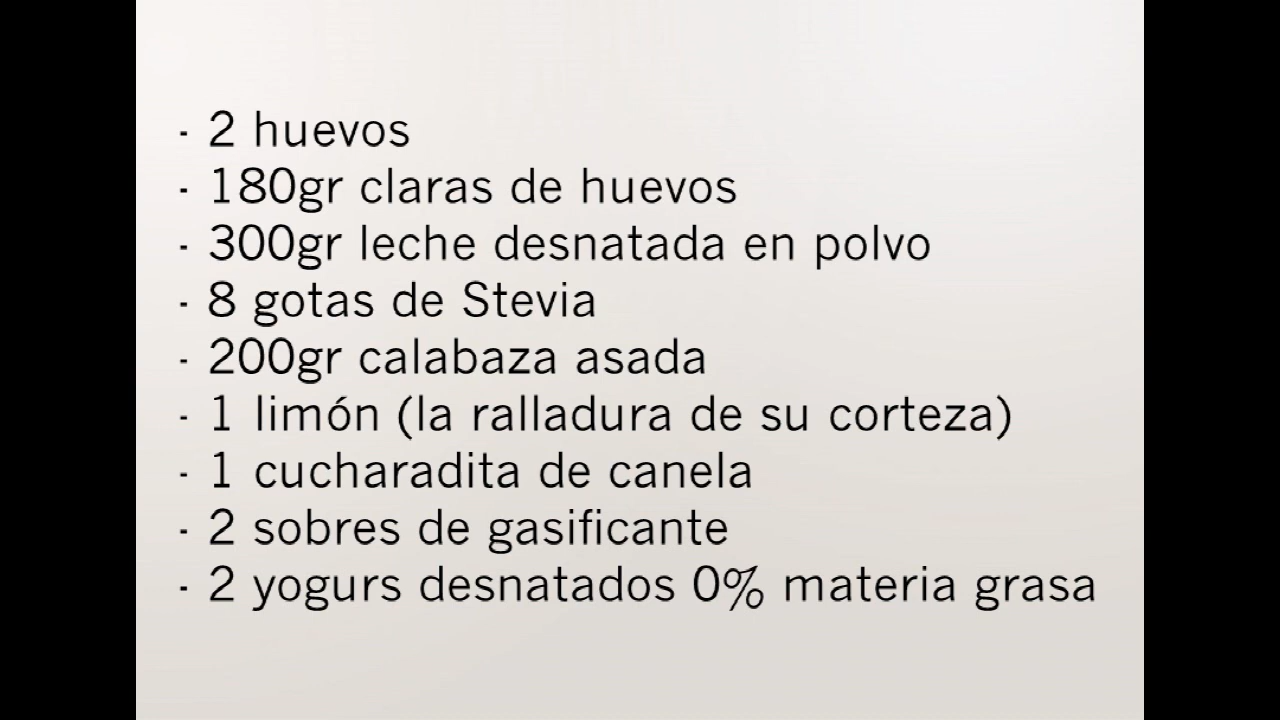 - 2 huevos
- 180gr claras de huevos
- 300gr leche desnatada en polvo
- 8 gotas de Stevia
- 200gr calabaza asada
- 1 limón (la ralladura de su corteza)
- 1 cucharadita de canela
- 2 sobres de gasificante
- 2 yogurs desnatados 0% materia grasa